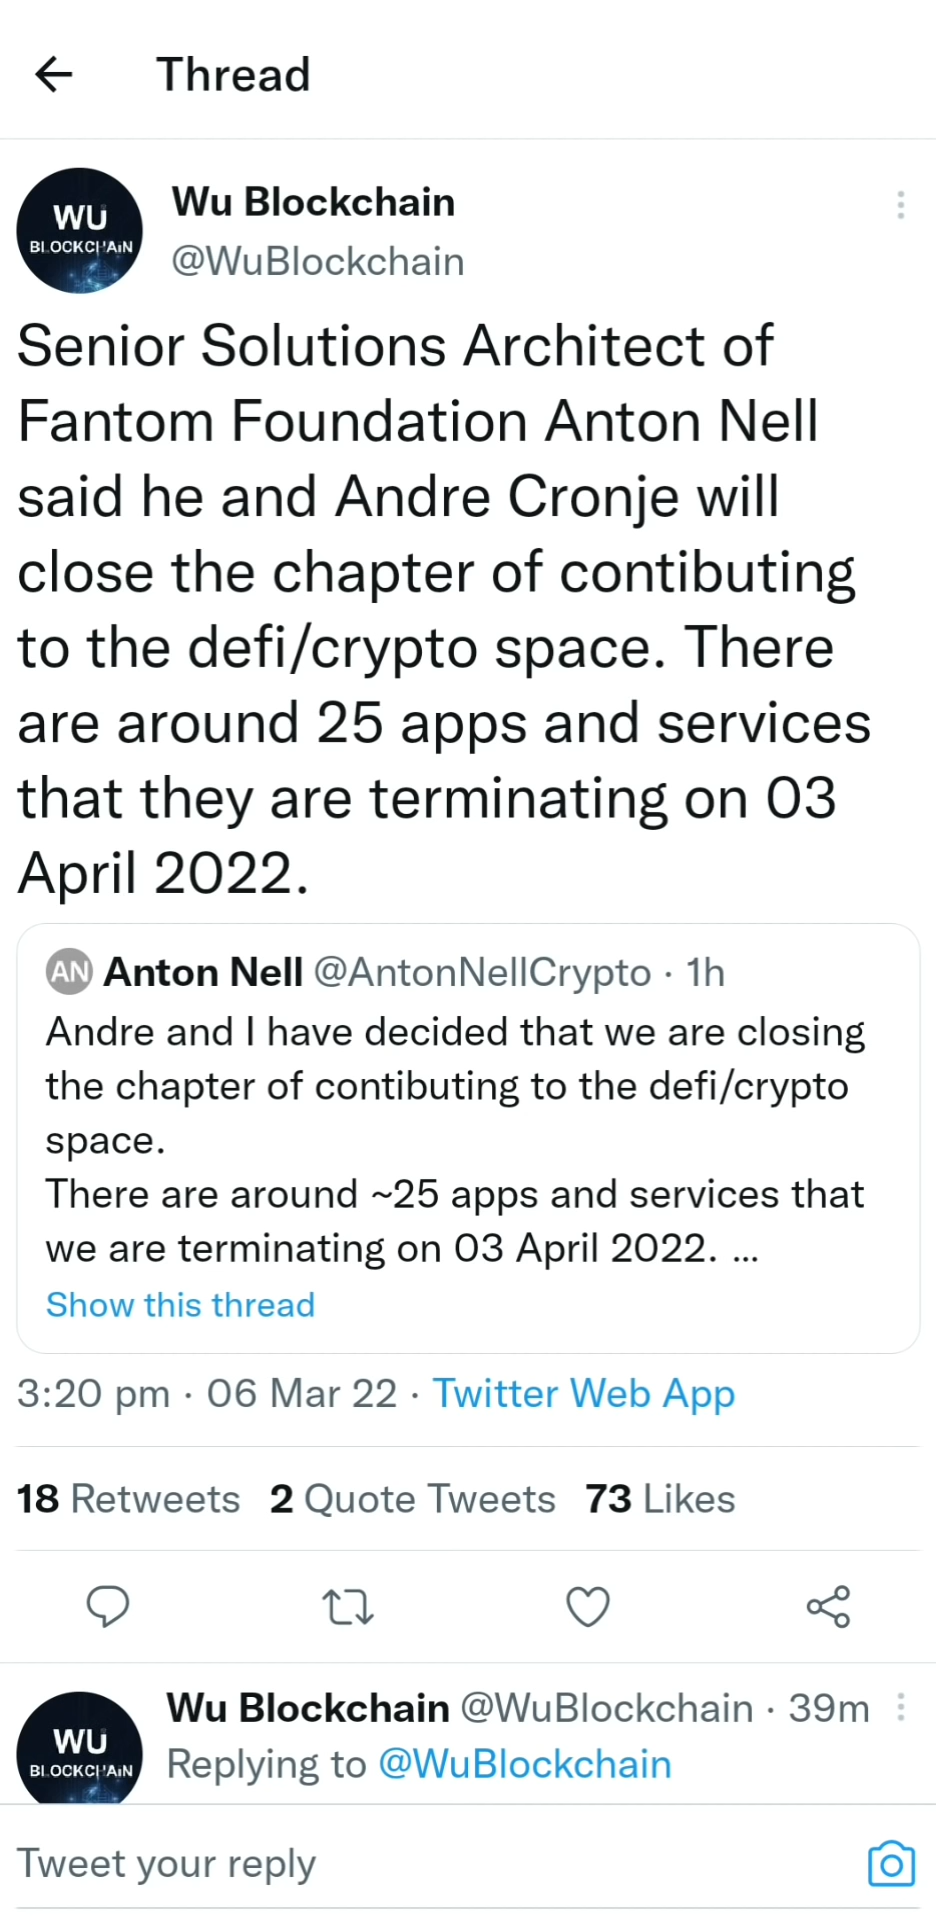 Thread
WU
BLOCKCHAiN
Wu Blockchain
@WuBlockchain
Senior Solutions Architect of
Fantom Foundation Anton Nell
said he and Andre Cronje will
close the chapter of contibuting
to the defi/crypto space. There
are around 25 apps and services
that they are terminating on 03
April 2022.
AN Anton Nell @AntonNellCrypto · 1h
Andre and I have decided that we are closing
the chapter of contibuting to the defi/crypto
space.
There are around ~25 apps and services that
we are terminating on 03 April 2022. ...
Show this thread
3:20 pm · 06 Mar 22 · Twitter Web App
18 Retweets 2 Quote Tweets 73 Likes
WU
BLOCKCHAiN
Wu Blockchain @WuBlockchain · 39m
Replying to @WuBlockchain
Tweet your reply